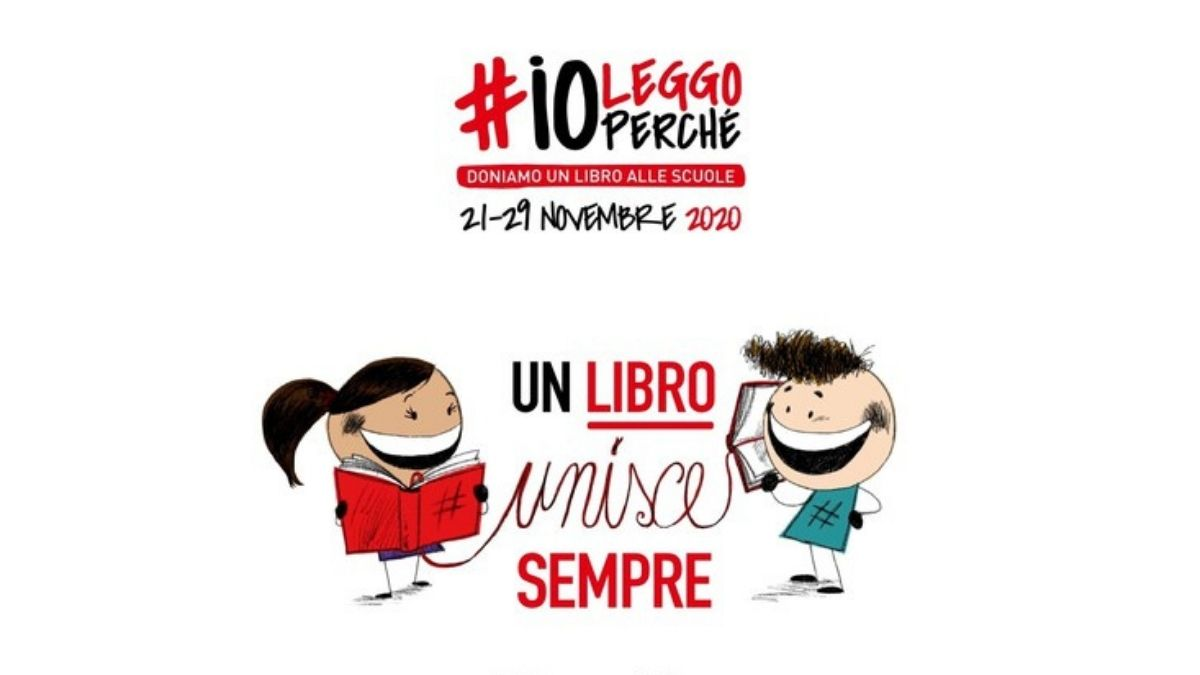 #iO LEGGO
PERCHÉ
DONIAMO UN LIBRO ALLE SCUOLE
21-29 NOVEMBRE 2020
UN LIBRO
unisce
SEMPRE
#
#